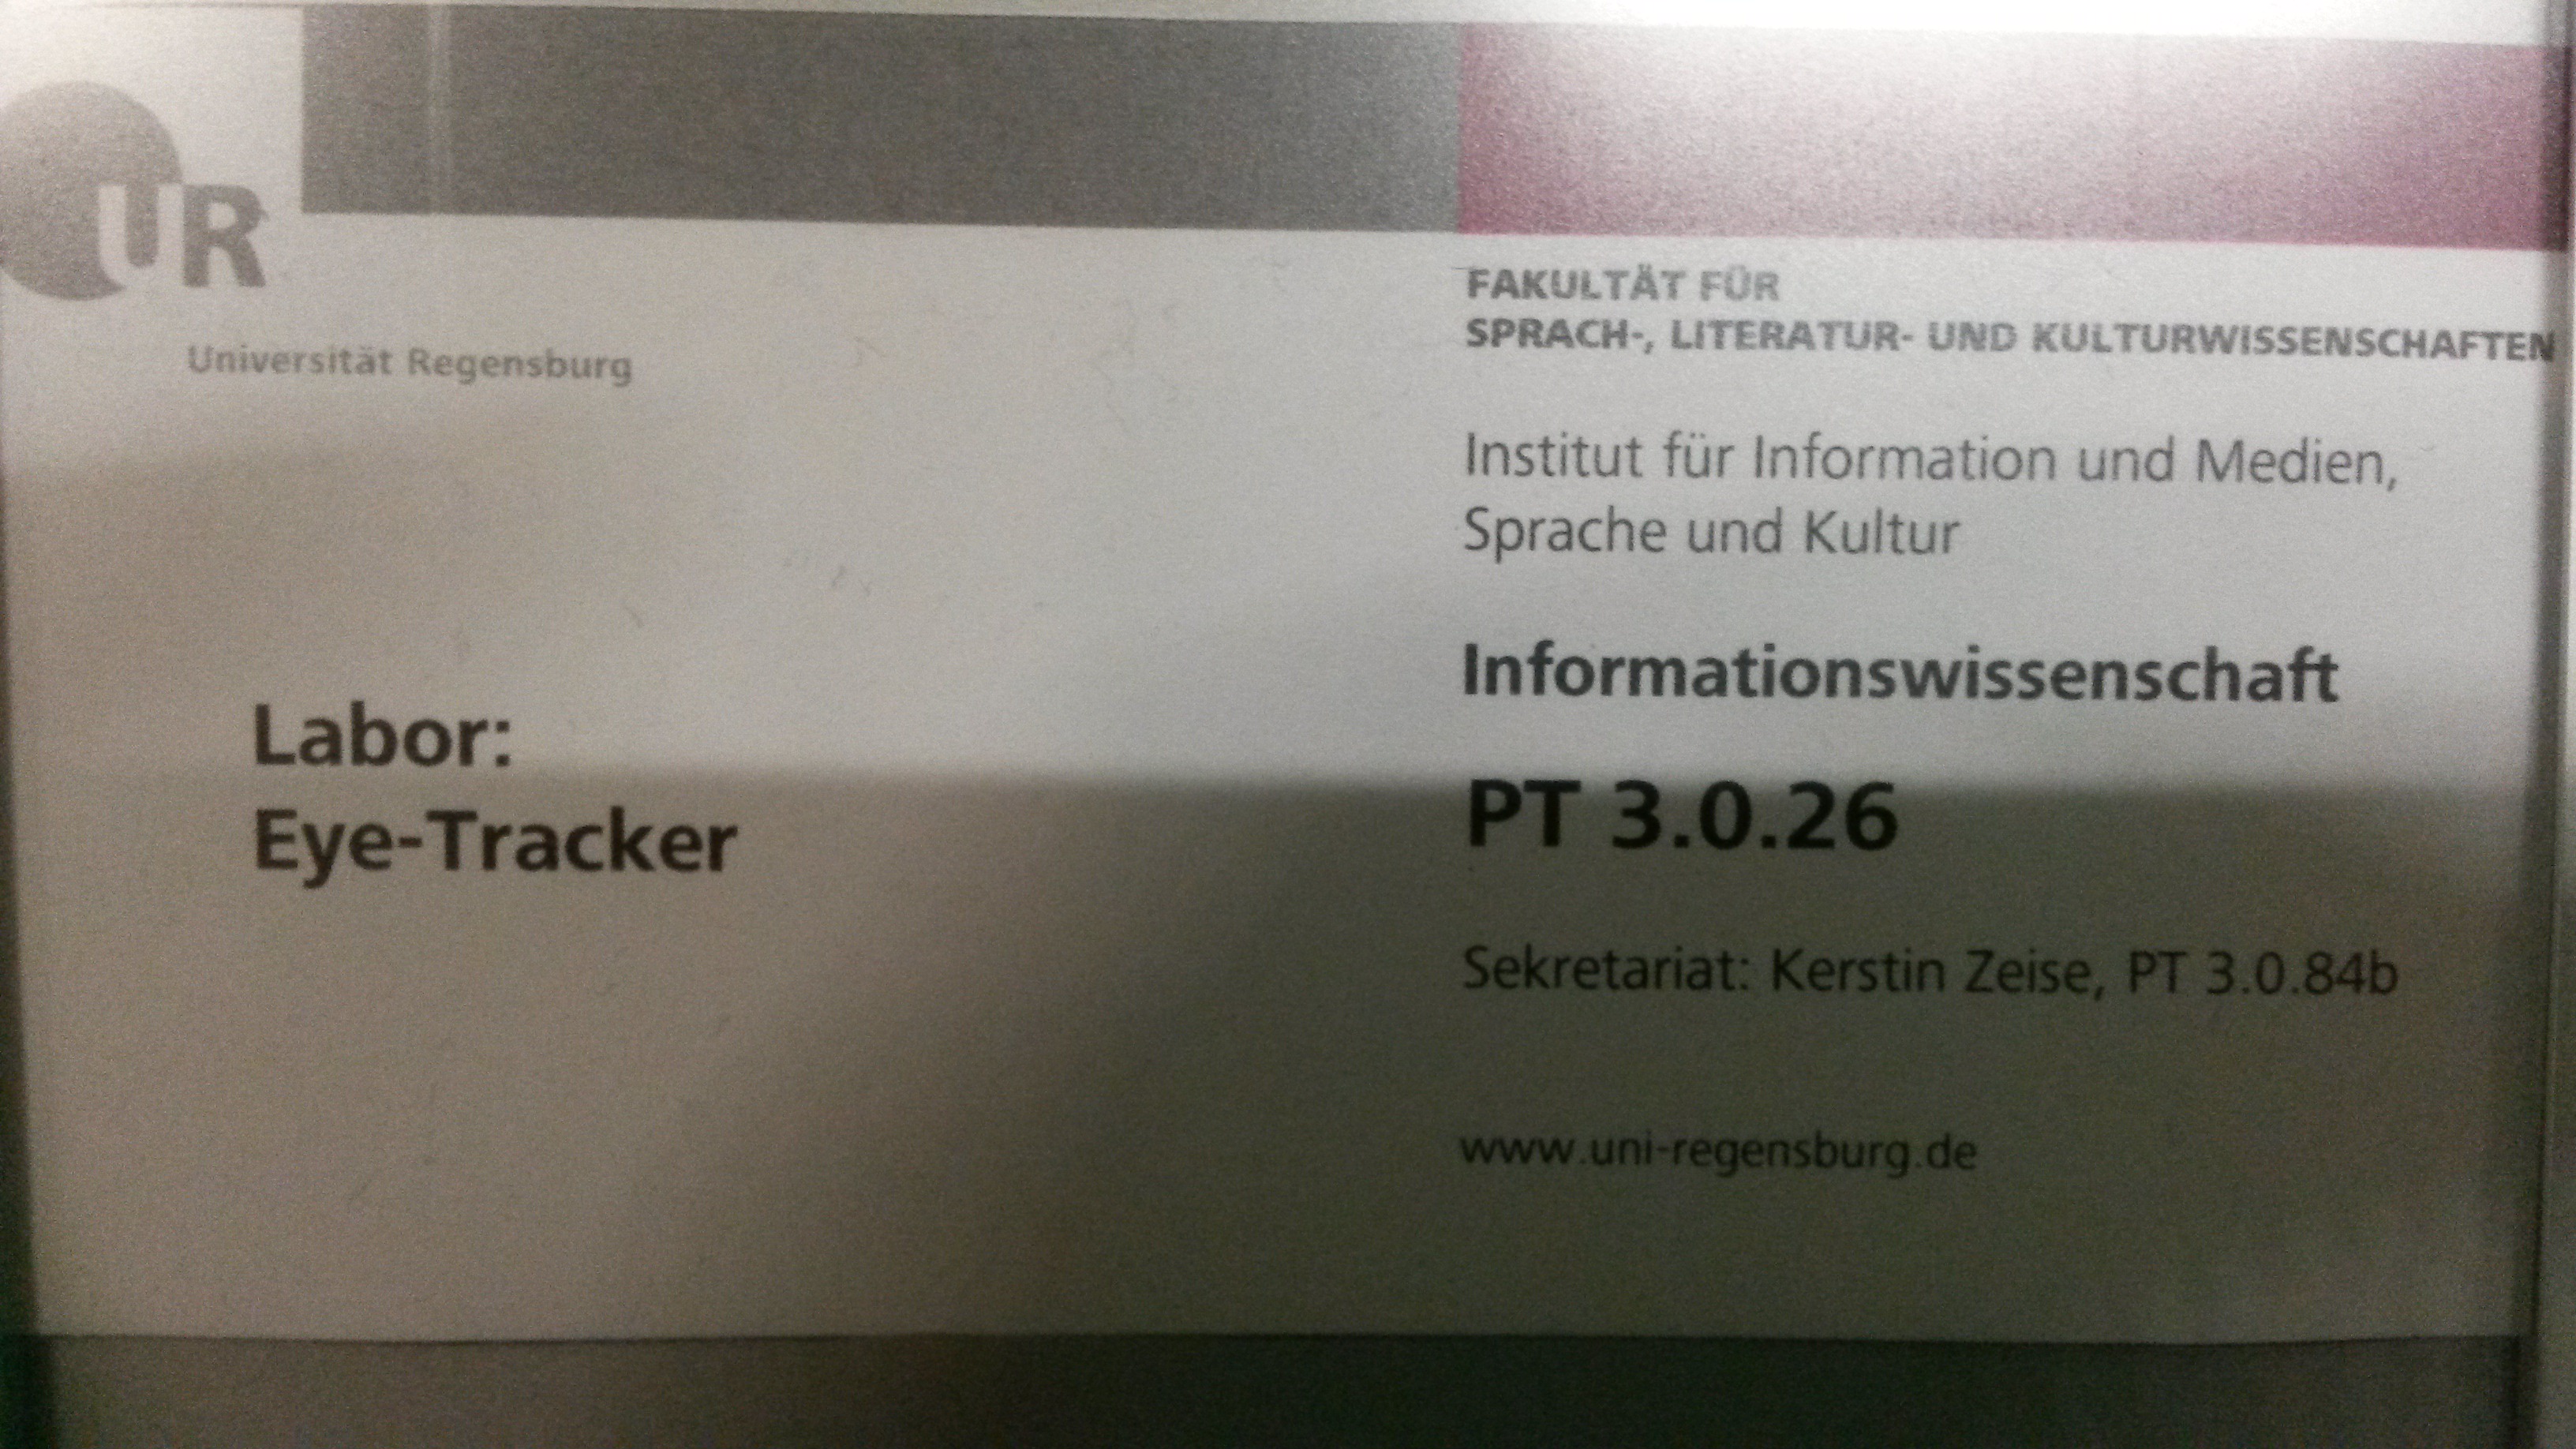 UR
Universität Regensburg
Labor:
Eye-Tracker
FAKULTÄT FÜR
SPRACH-, LITERATUR- UND KULTURWISSENSCHAFTEN
Institut für Information und Medien,
Sprache und Kultur
Informationswissenschaft
PT 3.0.26
Sekretariat: Kerstin Zeise, PT 3.0.84b
www.uni-regensburg.de